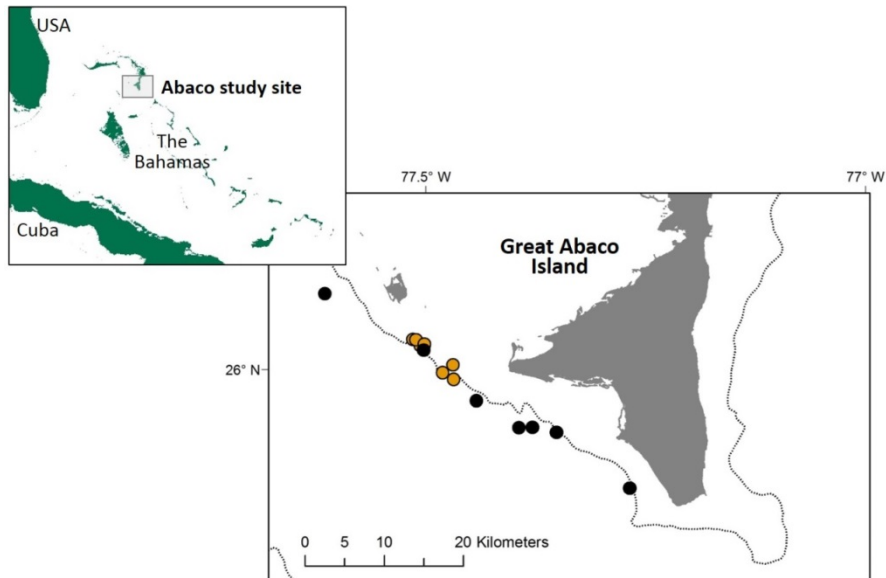 USA
Abaco study site
The
Bahamas
Cuba
77.5° W
77° W
Great Abaco
Island
26° N
0 5 10 20 Kilometers